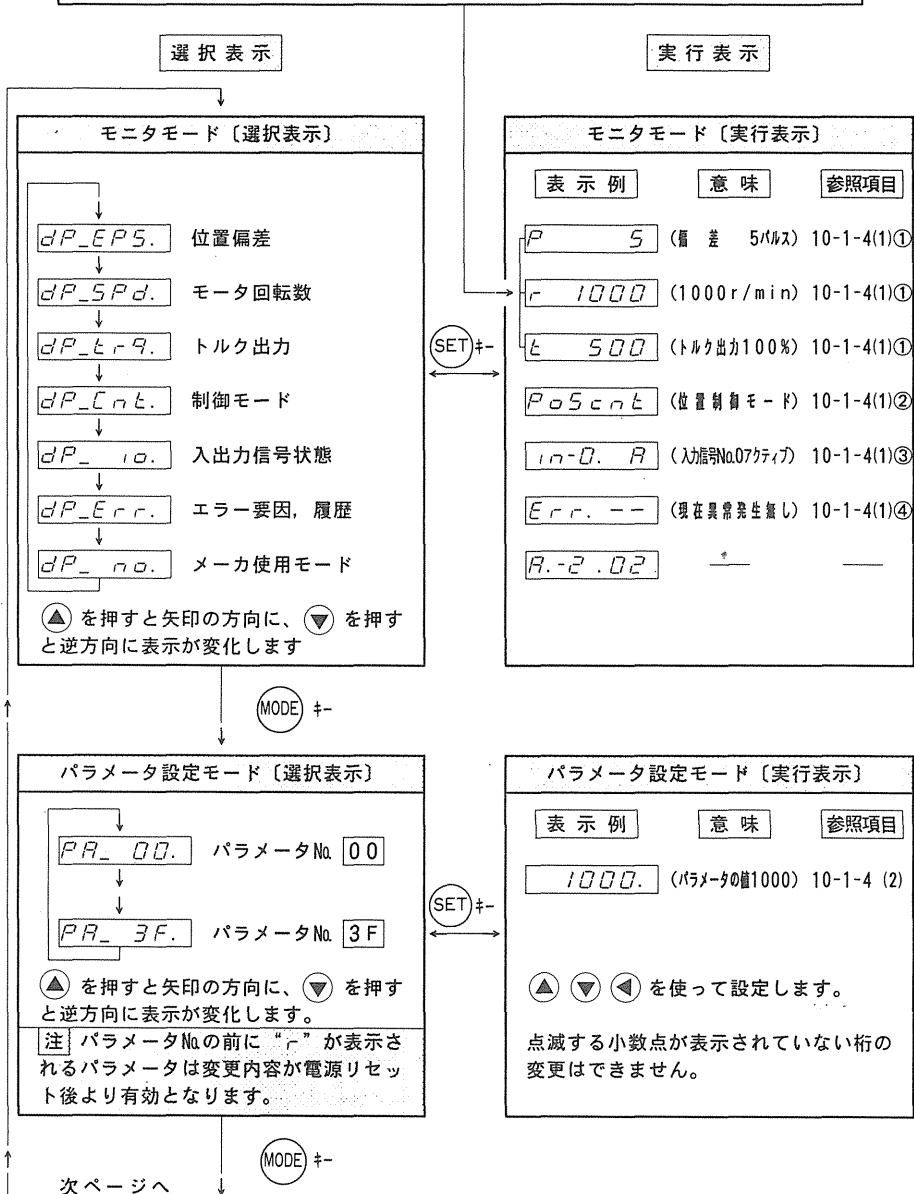 選択表示
実行表示
モニタモード〔選択表示〕
dP_EPS. 位置偏差
dP_SPd. モータ回転数
dP_trq. トルク出力
dP_Cnt. 制御モード
dP_ io. 入出力信号状態
dP_Err. エラー要因，履歴
dP_ no. メーカ使用モード
▲ を押すと矢印の方向に、▼ を押す
と逆方向に表示が変化します
SET キー
モニタモード〔実行表示〕
表示例 意味 参照項目
P 5 (偏差 5パルス) 10-1-4(1)①
r 1000 (1000r/min) 10-1-4(1)①
t 500 (トルク出力100%) 10-1-4(1)①
PoScnt (位置制御モード) 10-1-4(1)②
in-0. A (入力信号No.0アクティブ) 10-1-4(1)③
Err. -- (現在異常発生無し) 10-1-4(1)④
A.-2.02. — —
MODE キー
パラメータ設定モード〔選択表示〕
PA_ 00. パラメータNo. 00
PA_ 3F. パラメータNo. 3F
▲ を押すと矢印の方向に、▼ を押す
と逆方向に表示が変化します。
注 パラメータNo.の前に “r” が表示さ
れるパラメータは変更内容が電源リセッ
ト後より有効となります。
SET キー
パラメータ設定モード〔実行表示〕
表示例 意味 参照項目
1000. (パラメータの値1000) 10-1-4 (2)
▲ ▼ ◀ を使って設定します。
点滅する小数点が表示されていない桁の
変更はできません。
MODE キー
次ページへ